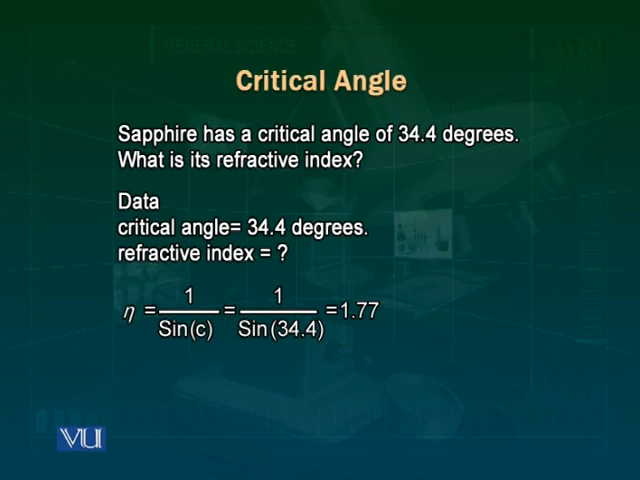 GENERAL SCIENCE
Critical Angle
Sapphire has a critical angle of 34.4 degrees.
What is its refractive index?
Data
critical angle= 34.4 degrees.
refractive index = ?
η = 1/Sin(c) = 1/Sin(34.4) =1.77
VU